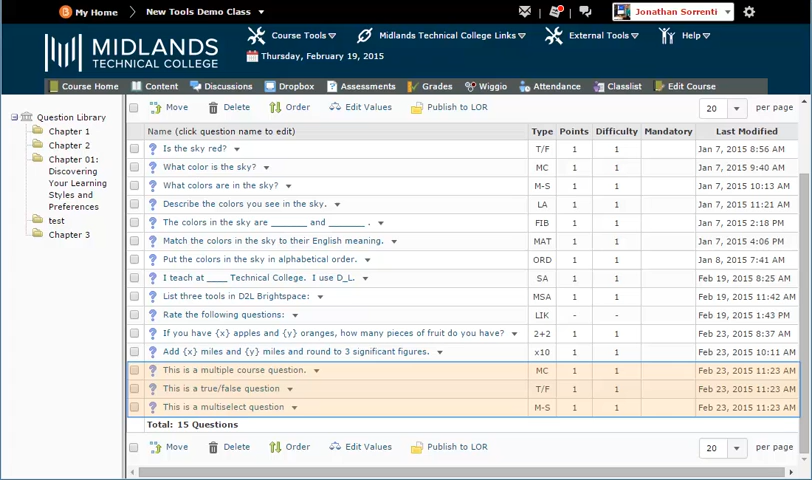 My Home New Tools Demo Class Jonathan Sorrenti
MIDLANDS
TECHNICAL COLLEGE
Course Tools Midlands Technical College Links External Tools Help
Thursday, February 19, 2015
Course Home Content Discussions Dropbox Assessments Grades Wiggio Attendance Classlist Edit Course
Question Library
Chapter 1
Chapter 2
Chapter 01:
Discovering
Your Learning
Styles and
Preferences
test
Chapter 3
Move Delete Order Edit Values Publish to LOR 20 per page
Name (click question name to edit) Type Points Difficulty Mandatory Last Modified
Is the sky red? T/F 1 1 Jan 7, 2015 8:56 AM
What color is the sky? MC 1 1 Jan 7, 2015 9:40 AM
What colors are in the sky? M-S 1 1 Jan 7, 2015 10:13 AM
Describe the colors you see in the sky. LA 1 1 Jan 7, 2015 11:21 AM
The colors in the sky are _______ and _______ . FIB 1 1 Jan 7, 2015 2:18 PM
Match the colors in the sky to their English meaning. MAT 1 1 Jan 7, 2015 4:06 PM
Put the colors in the sky in alphabetical order. ORD 1 1 Jan 8, 2015 7:41 AM
I teach at ____ Technical College. I use D_L. SA 1 1 Feb 19, 2015 8:25 AM
List three tools in D2L Brightspace: MSA 1 1 Feb 19, 2015 11:42 AM
Rate the following questions: LIK - - Feb 19, 2015 1:43 PM
If you have {x} apples and {y} oranges, how many pieces of fruit do you have? 2+2 1 1 Feb 23, 2015 8:37 AM
Add {x} miles and {y} miles and round to 3 significant figures. x10 1 1 Feb 23, 2015 10:11 AM
This is a multiple course question. MC 1 1 Feb 23, 2015 11:23 AM
This is a true/false question T/F 1 1 Feb 23, 2015 11:23 AM
This is a multiselect question M-S 1 1 Feb 23, 2015 11:23 AM
Total: 15 Questions
Move Delete Order Edit Values Publish to LOR 20 per page